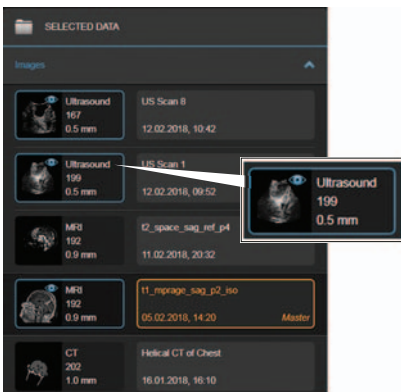 SELECTED DATA
Images
Ultrasound
167
0.5 mm
US Scan 8
12.02.2018, 10:42
Ultrasound
199
0.5 mm
US Scan 1
12.02.2018, 09:52
Ultrasound
199
0.5 mm
MRI
192
0.9 mm
t2_space_sag_ref_p4
11.02.2018, 20:32
MRI
192
0.9 mm
t1_mprage_sag_p2_iso
05.02.2018, 14:20 Master
CT
202
1.0 mm
Helical CT of Chest
16.01.2018, 16:10